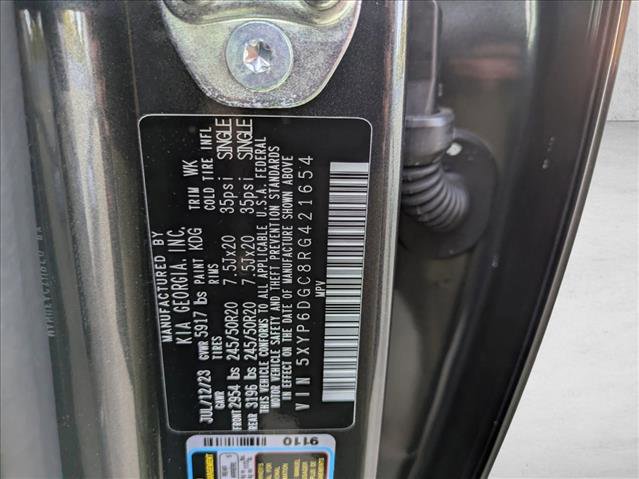 MANUFACTURED BY
KIA GEORGIA, INC.
JUL/12/23 GVWR 5917 lbs PAINT KDG TRIM WK
GAWR TIRES RIMS COLD TIRE INFL
FRONT 2954 lbs 245/50R20 7.5Jx20 35psi SINGLE
REAR 3196 lbs 245/50R20 7.5Jx20 35psi SINGLE
THIS VEHICLE CONFORMS TO ALL APPLICABLE U.S.A. FEDERAL
MOTOR VEHICLE SAFETY AND THEFT PREVENTION STANDARDS
IN EFFECT ON THE DATE OF MANUFACTURE SHOWN ABOVE
VIN 5XYP6DGC8RG421654
MPV
9110